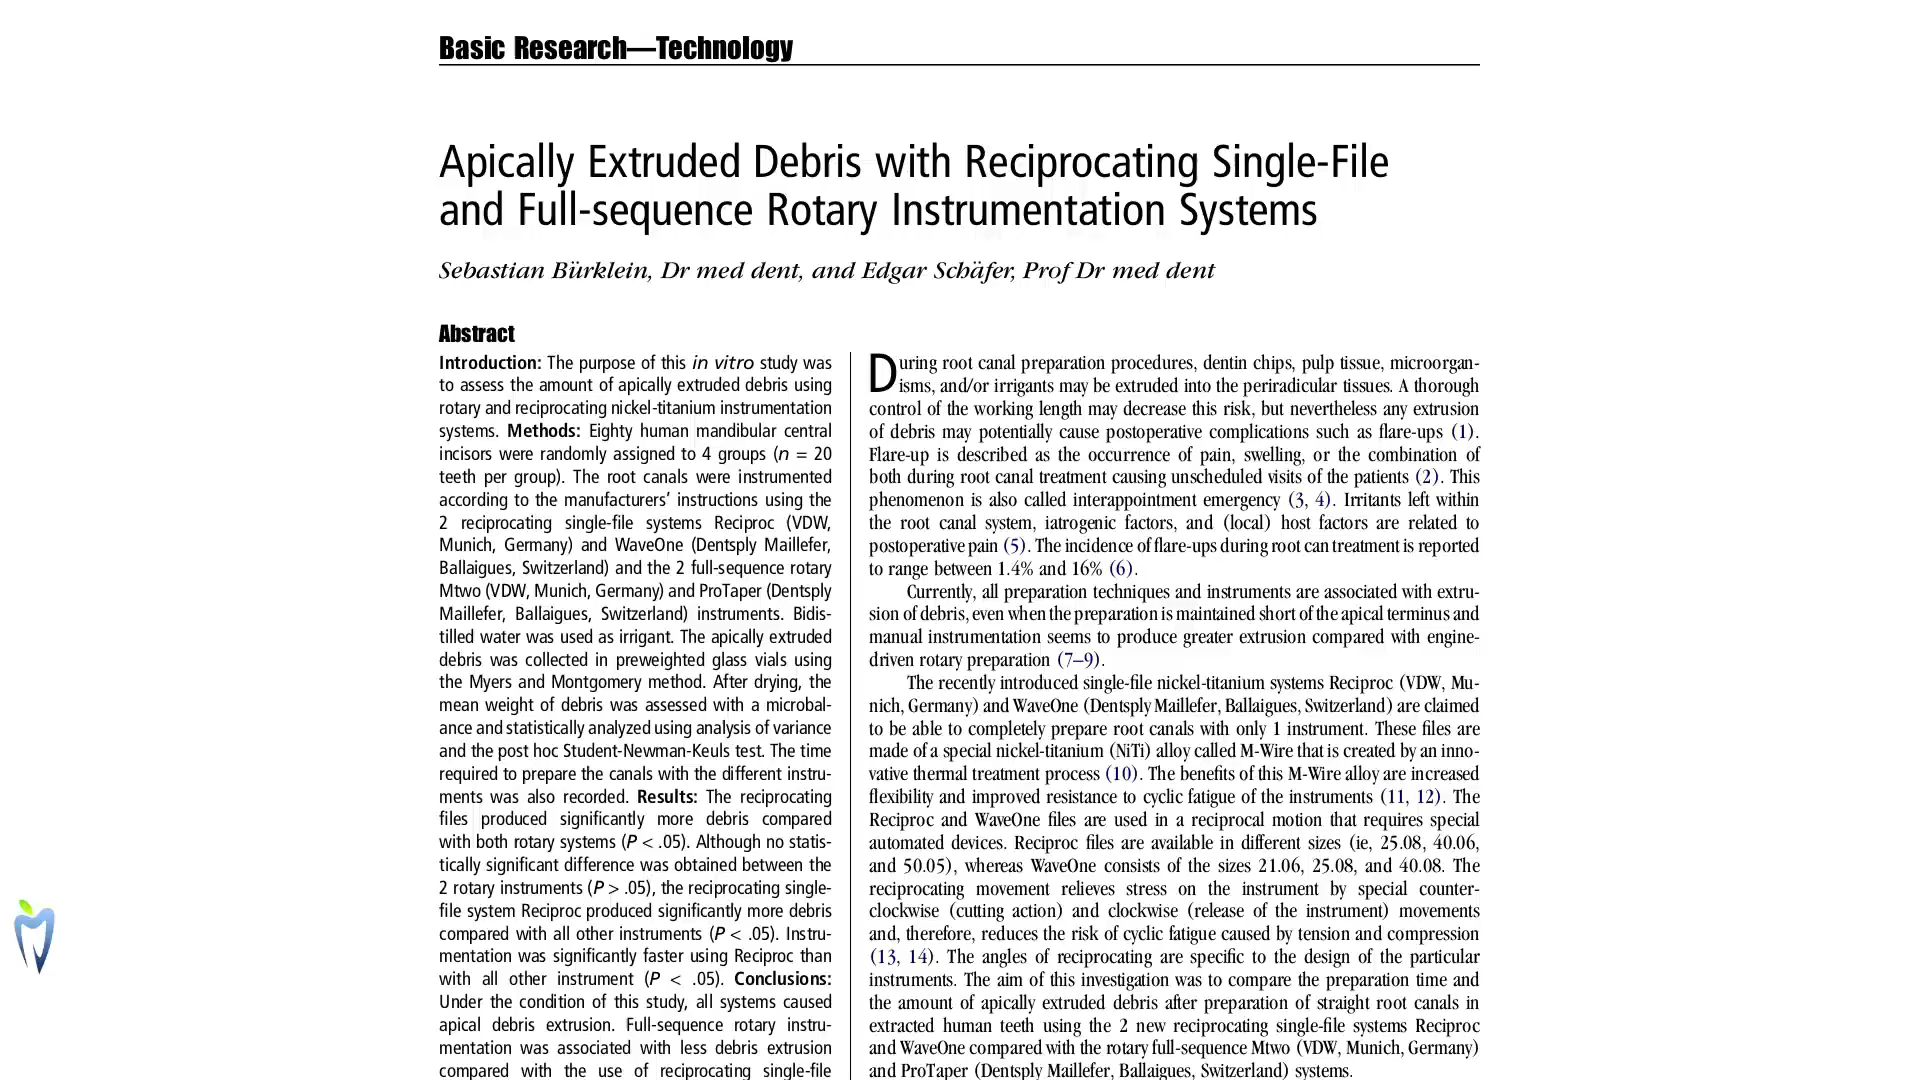 Basic Research—Technology
Apically Extruded Debris with Reciprocating Single-File
and Full-sequence Rotary Instrumentation Systems
Sebastian Bürklein, Dr med dent, and Edgar Schäfer, Prof Dr med dent
Abstract
Introduction: The purpose of this in vitro study was
to assess the amount of apically extruded debris using
rotary and reciprocating nickel-titanium instrumentation
systems. Methods: Eighty human mandibular central
incisors were randomly assigned to 4 groups (n = 20
teeth per group). The root canals were instrumented
according to the manufacturers' instructions using the
2 reciprocating single-file systems Reciproc (VDW,
Munich, Germany) and WaveOne (Dentsply Maillefer,
Ballaigues, Switzerland) and the 2 full-sequence rotary
Mtwo (VDW, Munich, Germany) and ProTaper (Dentsply
Maillefer, Ballaigues, Switzerland) instruments. Bidis-
tilled water was used as irrigant. The apically extruded
debris was collected in preweighted glass vials using
the Myers and Montgomery method. After drying, the
mean weight of debris was assessed with a microbal-
ance and statistically analyzed using analysis of variance
and the post hoc Student-Newman-Keuls test. The time
required to prepare the canals with the different instru-
ments was also recorded. Results: The reciprocating
files produced significantly more debris compared
with both rotary systems (P < .05). Although no statis-
tically significant difference was obtained between the
2 rotary instruments (P > .05), the reciprocating single-
file system Reciproc produced significantly more debris
compared with all other instruments (P < .05). Instru-
mentation was significantly faster using Reciproc than
with all other instrument (P < .05). Conclusions:
Under the condition of this study, all systems caused
apical debris extrusion. Full-sequence rotary instru-
mentation was associated with less debris extrusion
compared with the use of reciprocating single-file
During root canal preparation procedures, dentin chips, pulp tissue, microorgan-
isms, and/or irrigants may be extruded into the periradicular tissues. A thorough
control of the working length may decrease this risk, but nevertheless any extrusion
of debris may potentially cause postoperative complications such as flare-ups (1).
Flare-up is described as the occurrence of pain, swelling, or the combination of
both during root canal treatment causing unscheduled visits of the patients (2). This
phenomenon is also called interappointment emergency (3, 4). Irritants left within
the root canal system, iatrogenic factors, and (local) host factors are related to
postoperative pain (5). The incidence of flare-ups during root can treatment is reported
to range between 1.4% and 16% (6).
Currently, all preparation techniques and instruments are associated with extru-
sion of debris, even when the preparation is maintained short of the apical terminus and
manual instrumentation seems to produce greater extrusion compared with engine-
driven rotary preparation (7–9).
The recently introduced single-file nickel-titanium systems Reciproc (VDW, Mu-
nich, Germany) and WaveOne (Dentsply Maillefer, Ballaigues, Switzerland) are claimed
to be able to completely prepare root canals with only 1 instrument. These files are
made of a special nickel-titanium (NiTi) alloy called M-Wire that is created by an inno-
vative thermal treatment process (10). The benefits of this M-Wire alloy are increased
flexibility and improved resistance to cyclic fatigue of the instruments (11, 12). The
Reciproc and WaveOne files are used in a reciprocal motion that requires special
automated devices. Reciproc files are available in different sizes (ie, 25.08, 40.06,
and 50.05), whereas WaveOne consists of the sizes 21.06, 25.08, and 40.08. The
reciprocating movement relieves stress on the instrument by special counter-
clockwise (cutting action) and clockwise (release of the instrument) movements
and, therefore, reduces the risk of cyclic fatigue caused by tension and compression
(13, 14). The angles of reciprocating are specific to the design of the particular
instruments. The aim of this investigation was to compare the preparation time and
the amount of apically extruded debris after preparation of straight root canals in
extracted human teeth using the 2 new reciprocating single-file systems Reciproc
and WaveOne compared with the rotary full-sequence Mtwo (VDW, Munich, Germany)
and ProTaper (Dentsply Maillefer, Ballaigues, Switzerland) systems.